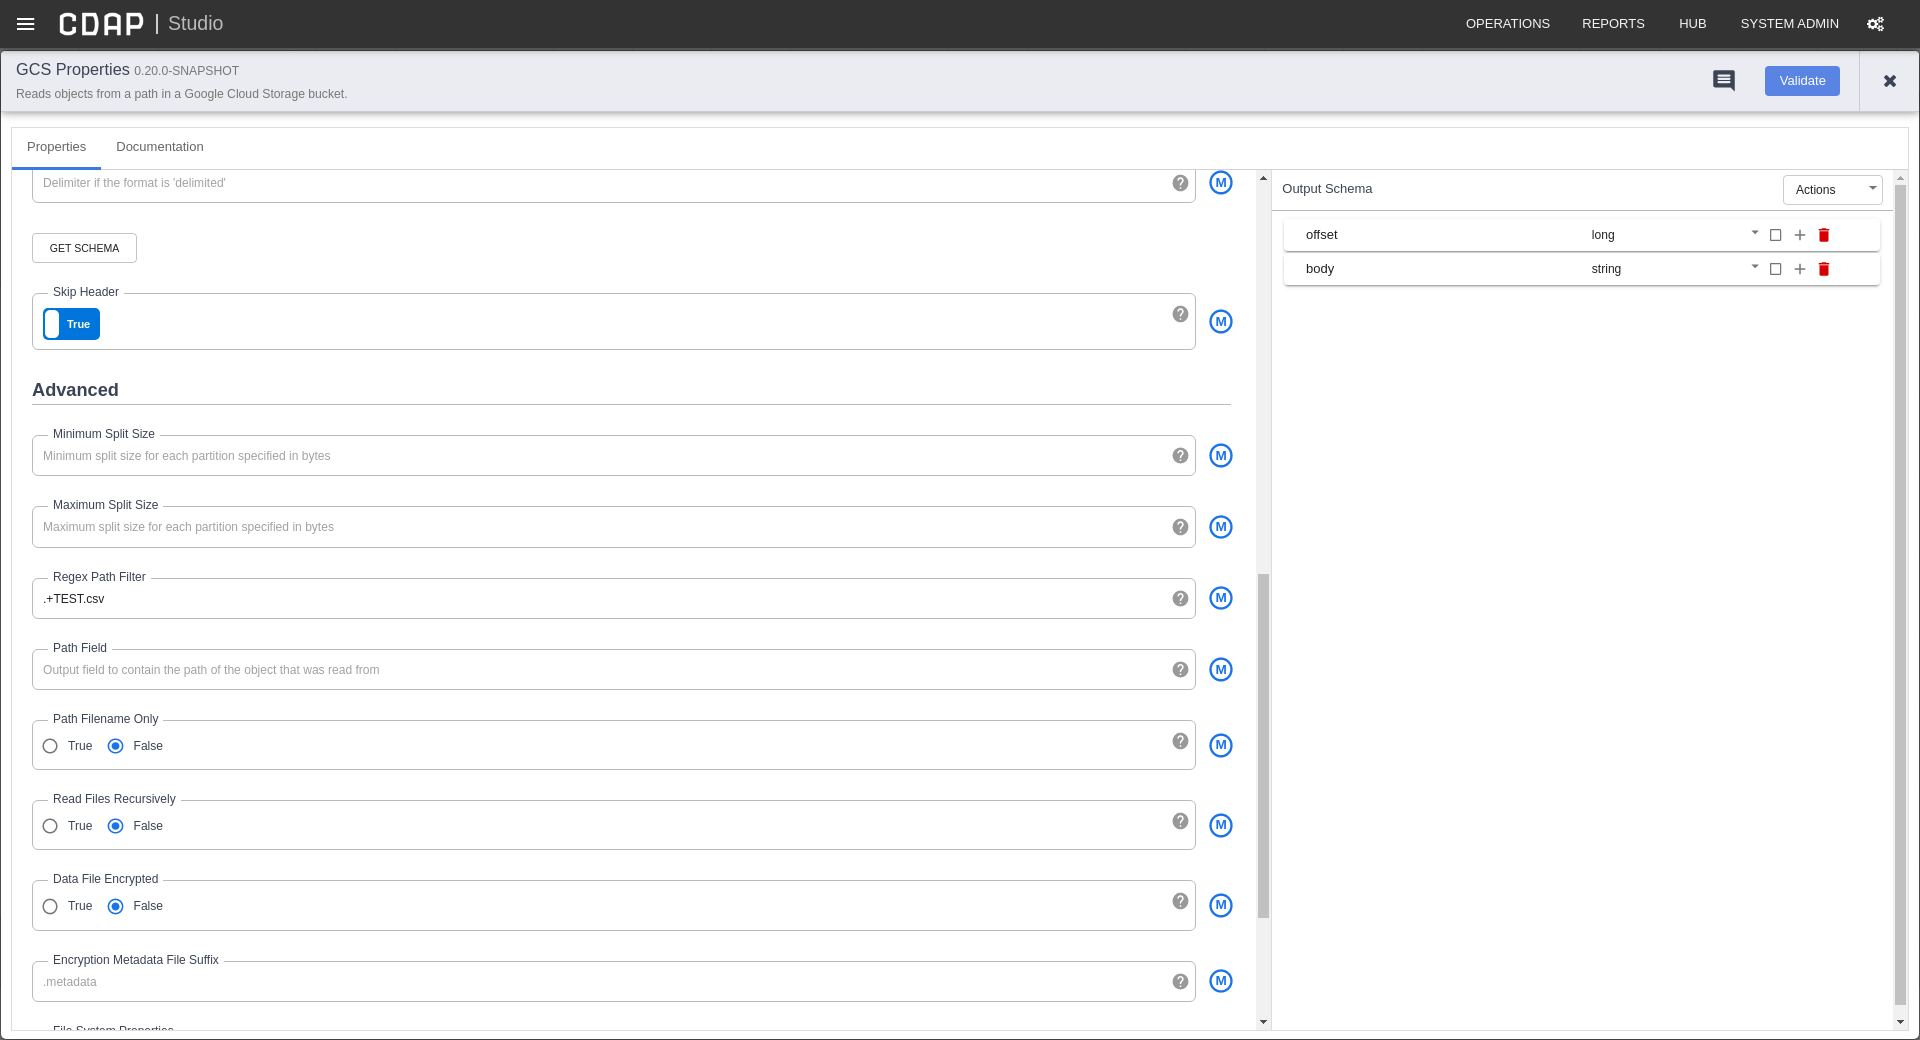 CDAP | Studio
OPERATIONS REPORTS HUB SYSTEM ADMIN
GCS Properties 0.20.0-SNAPSHOT
Reads objects from a path in a Google Cloud Storage bucket.
Validate
Properties Documentation
Delimiter if the format is 'delimited'
M
GET SCHEMA
Skip Header
True
M
Advanced
Minimum Split Size
Minimum split size for each partition specified in bytes
M
Maximum Split Size
Maximum split size for each partition specified in bytes
M
Regex Path Filter
.+TEST.csv
M
Path Field
Output field to contain the path of the object that was read from
M
Path Filename Only
True False
M
Read Files Recursively
True False
M
Data File Encrypted
True False
M
Encryption Metadata File Suffix
.metadata
M
File System Properties
Output Schema
Actions
offset long
body string